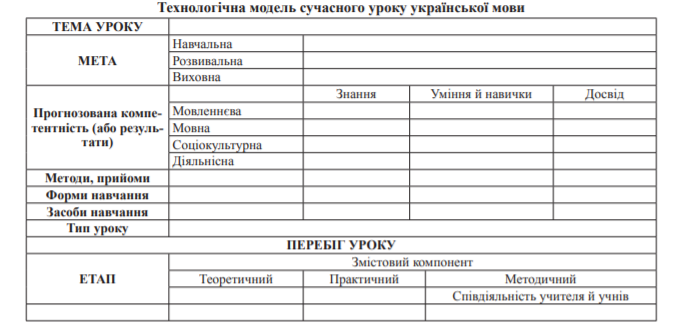 Технологічна модель сучасного уроку української мови
ТЕМА УРОКУ
МЕТА
Навчальна
Розвивальна
Виховна
Прогнозована компе-
тентність (або резуль-
тати)
Знання Уміння й навички Досвід
Мовленнєва
Мовна
Соціокультурна
Діяльнісна
Методи, прийоми
Форми навчання
Засоби навчання
Тип уроку
ПЕРЕБІГ УРОКУ
ЕТАП
Змістовий компонент
Теоретичний Практичний Методичний
Співдіяльність учителя й учнів